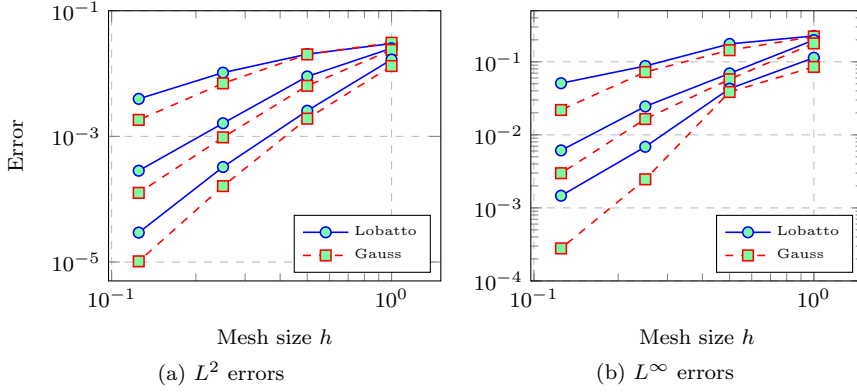 10^{-1}
10^{-3}
10^{-5}
Error
Lobatto
Gauss
10^{-1} 10^{0}
Mesh size h
(a) L^2 errors
10^{-1}
10^{-2}
10^{-3}
10^{-4}
Lobatto
Gauss
10^{-1} 10^{0}
Mesh size h
(b) L^∞ errors